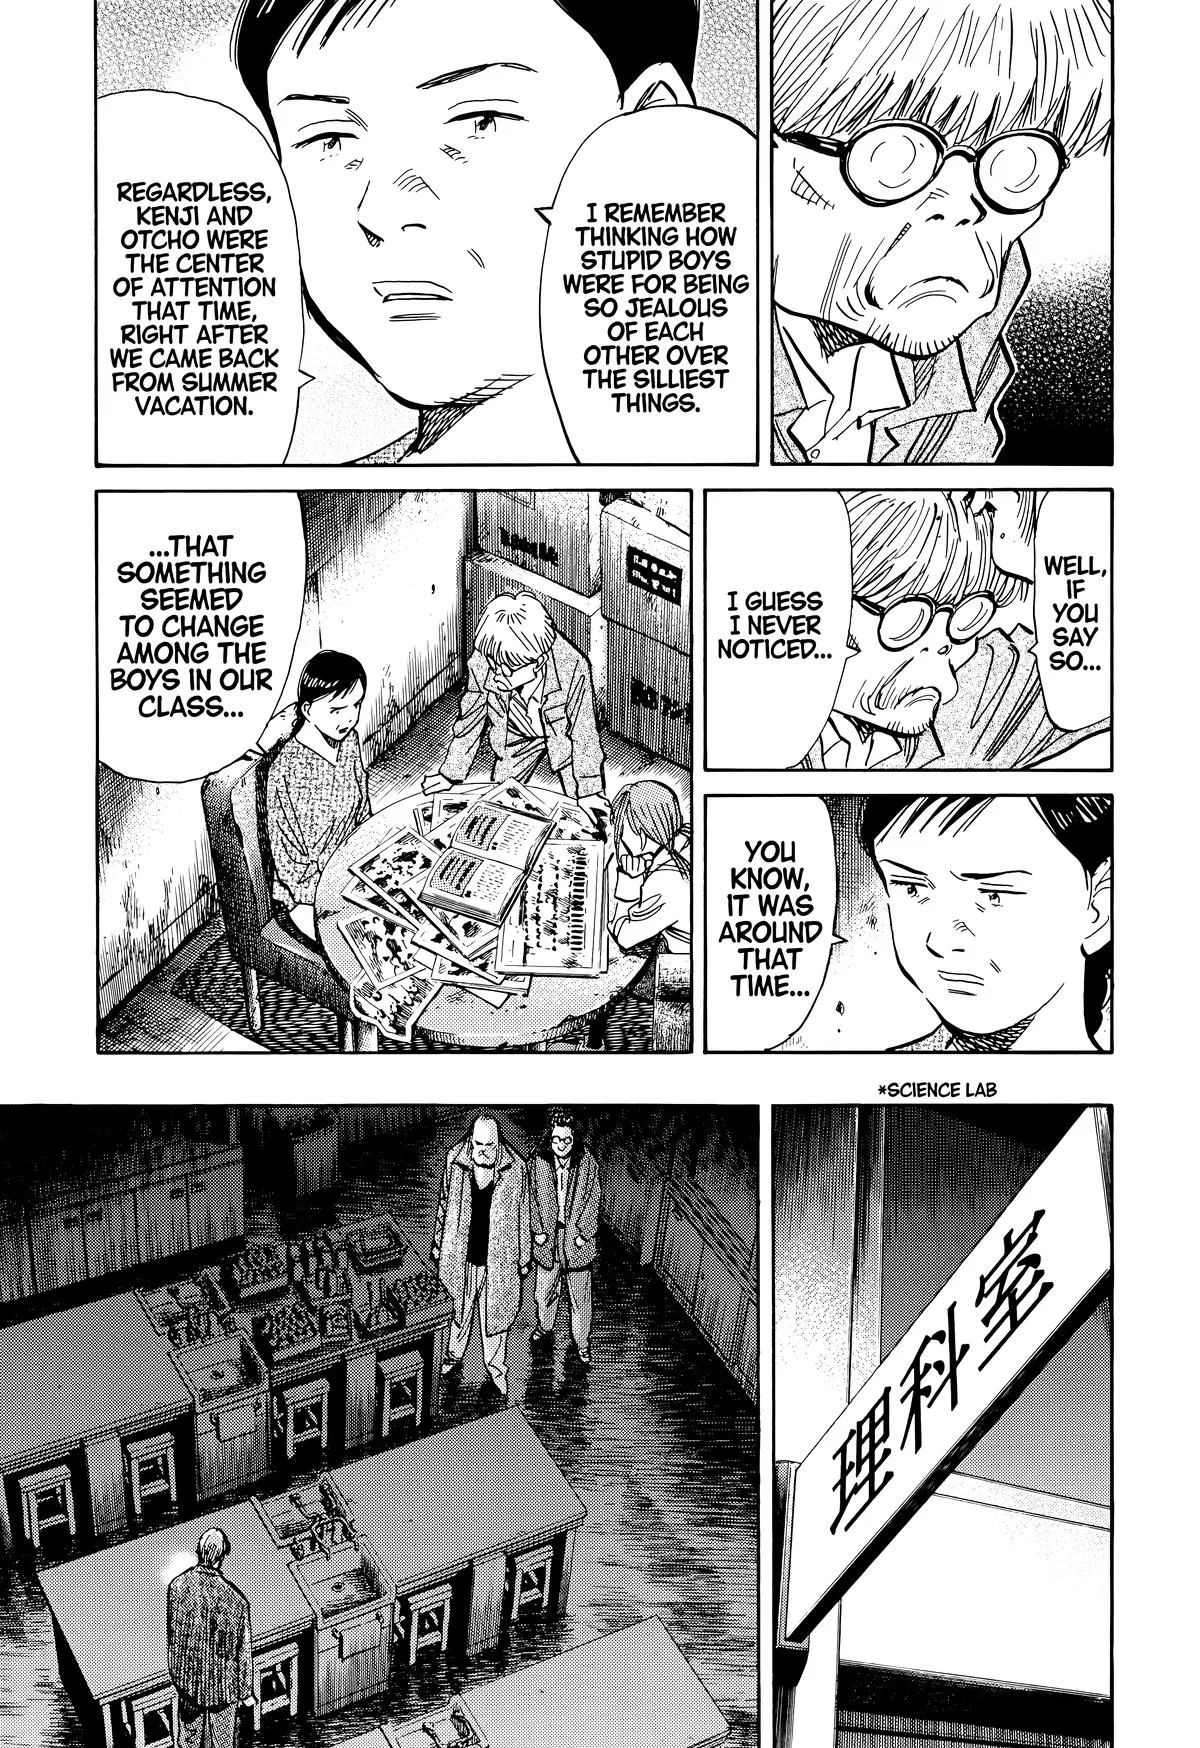 I REMEMBER
THINKING HOW
STUPID BOYS
WERE FOR BEING
SO JEALOUS
OF EACH
OTHER OVER
THE SILLIEST
THINGS.
REGARDLESS,
KENJI AND
OTCHO WERE
THE CENTER
OF ATTENTION
THAT TIME,
RIGHT AFTER
WE CAME BACK
FROM SUMMER
VACATION.
WELL,
IF
YOU
SAY
SO...
I GUESS
I NEVER
NOTICED...
YOU
KNOW,
IT WAS
AROUND
THAT
TIME...
...THAT
SOMETHING
SEEMED
TO CHANGE
AMONG THE
BOYS IN OUR
CLASS...
*SCIENCE LAB
理科室